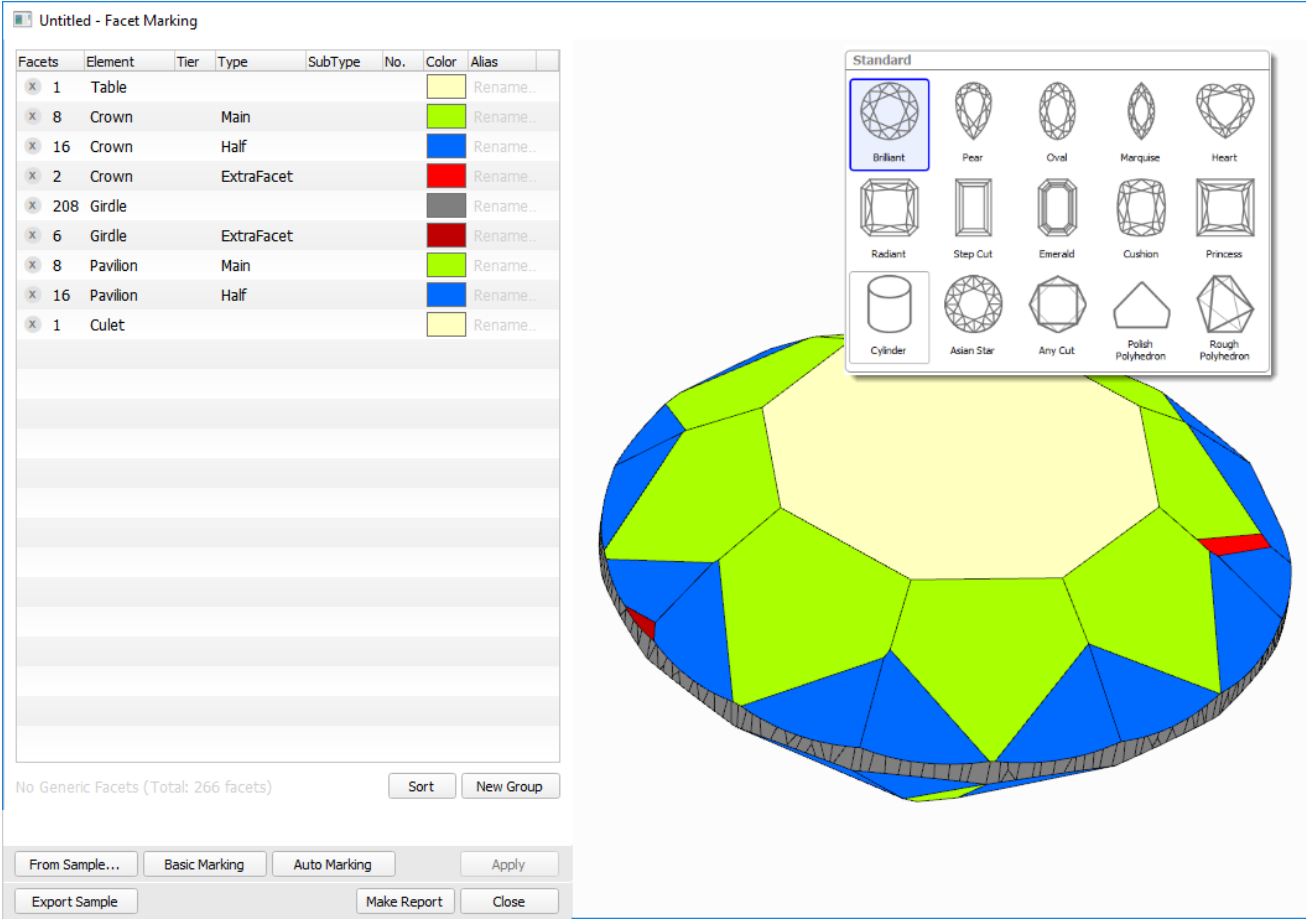 Untitled - Facet Marking
Facets Element Tier Type SubType No. Color Alias
x 1 Table Rename..
x 8 Crown Main Rename..
x 16 Crown Half Rename..
x 2 Crown ExtraFacet Rename..
x 208 Girdle Rename..
x 6 Girdle ExtraFacet Rename..
x 8 Pavilion Main Rename..
x 16 Pavilion Half Rename..
x 1 Culet Rename..
No Generic Facets (Total: 266 facets)
Sort New Group
From Sample... Basic Marking Auto Marking Apply
Export Sample Make Report Close
Standard
Brilliant Pear Oval Marquise Heart
Radiant Step Cut Emerald Cushion Princess
Cylinder Asian Star Any Cut Polish Polyhedron Rough Polyhedron